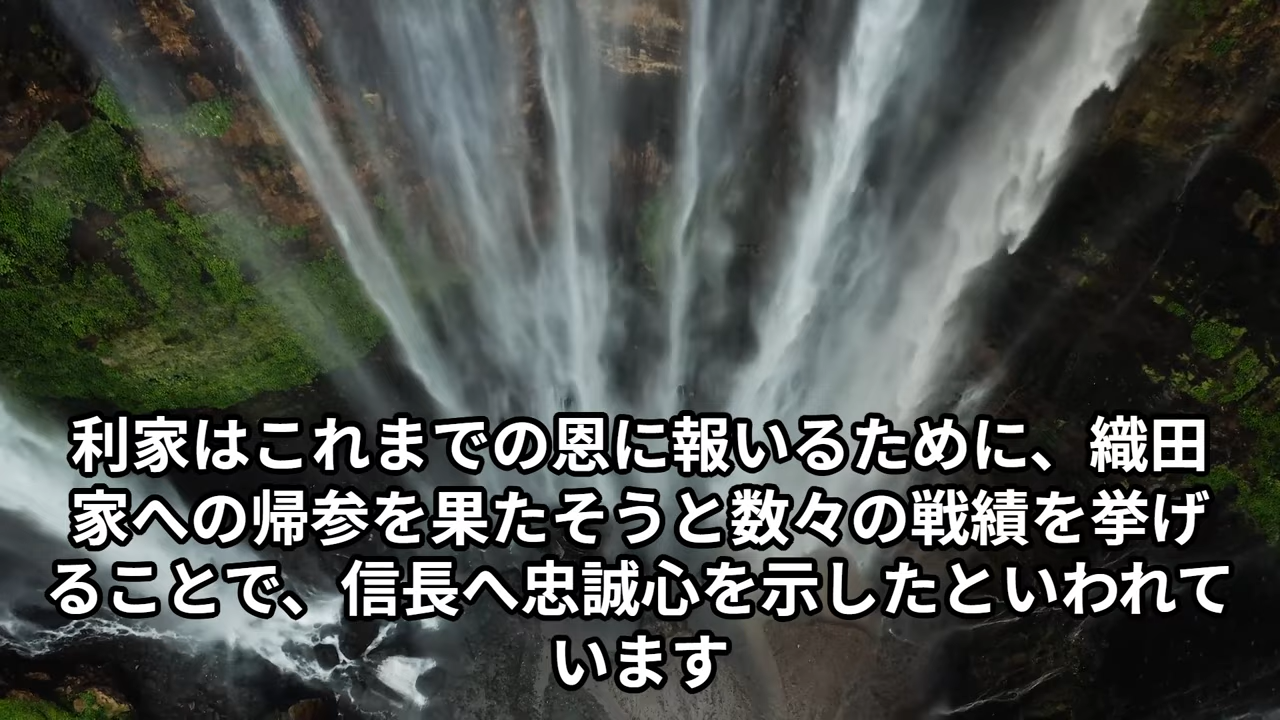 利家はこれまでの恩に報いるために、織田
家への帰参を果たそうと数々の戦績を挙げ
ることで、信長へ忠誠心を示したといわれて
います